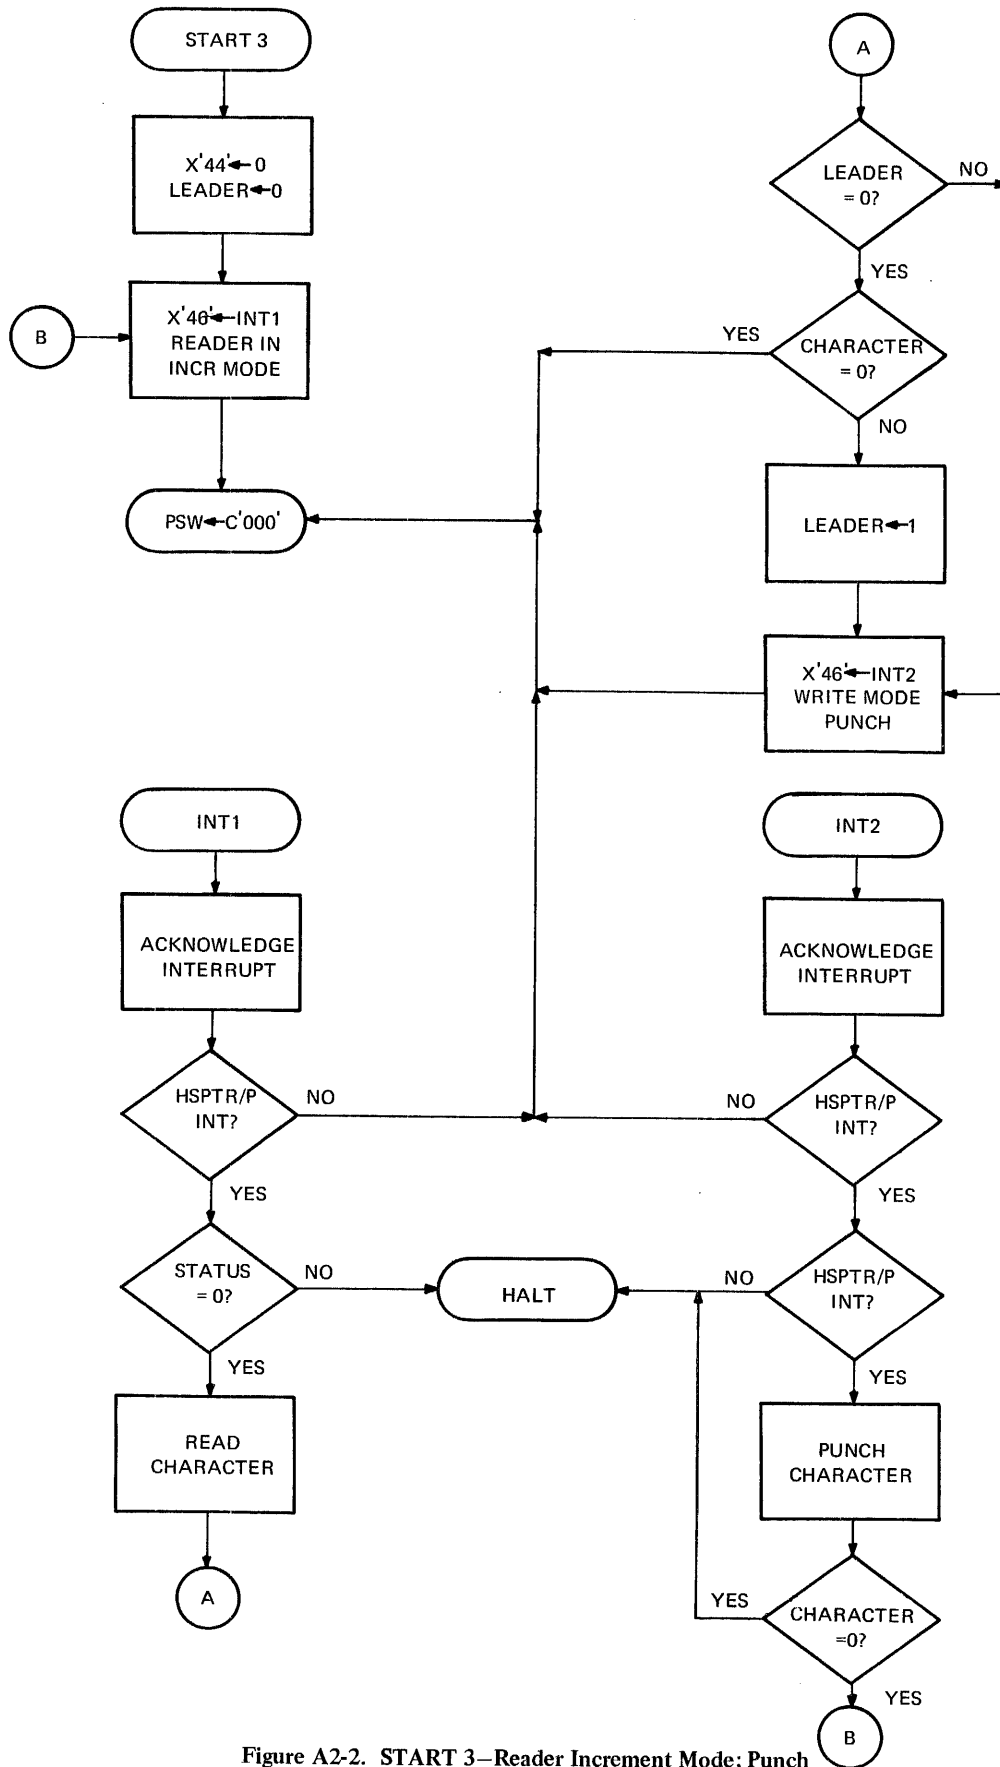 START 3
X'44'←0
LEADER←0
B
X'46'←INT1
READER IN
INCR MODE
PSW←C'000'
A
LEADER
= 0?
NO
YES
CHARACTER
= 0?
YES
NO
LEADER←1
X'46'←INT2
WRITE MODE
PUNCH
INT1
ACKNOWLEDGE
INTERRUPT
HSPTR/P
INT?
NO
YES
STATUS
= 0?
NO
YES
READ
CHARACTER
A
HALT
INT2
ACKNOWLEDGE
INTERRUPT
HSPTR/P
INT?
NO
YES
HSPTR/P
INT?
NO
YES
PUNCH
CHARACTER
CHARACTER
=0?
YES
YES
B
Figure A2-2. START 3—Reader Increment Mode; Punch